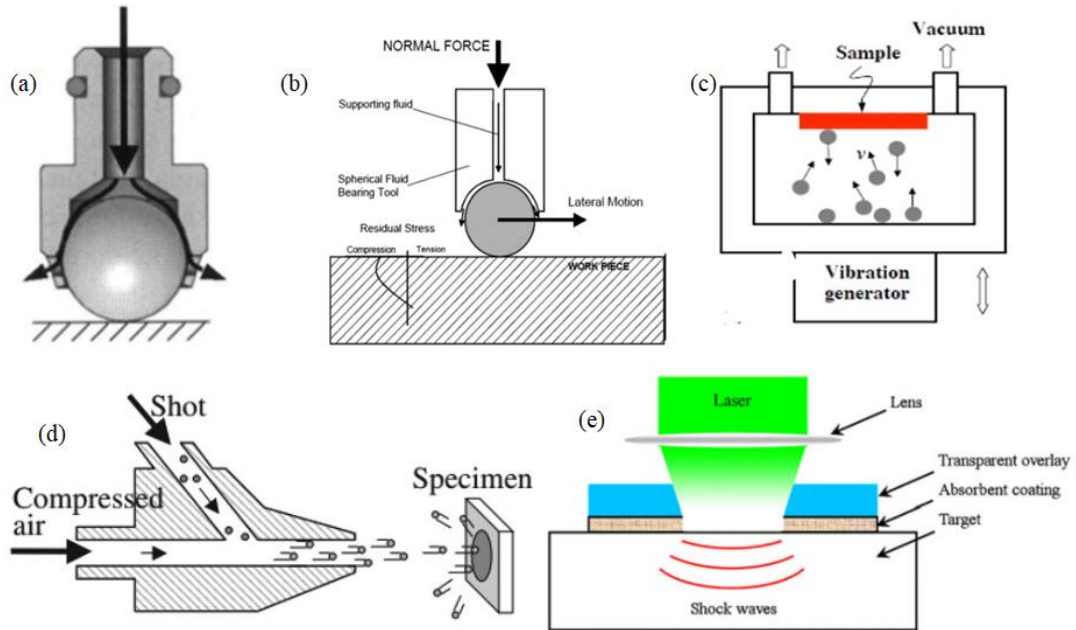 (a)
(b)
NORMAL FORCE
Supporting fluid
Spherical Fluid
Bearing Tool
Lateral Motion
Residual Stress
Compression
Tension
WORK PIECE
(c)
Vacuum
Sample
v
Vibration
generator
(d)
Shot
Compressed
air
Specimen
(e)
Laser
Lens
Transparent overlay
Absorbent coating
Target
Shock waves